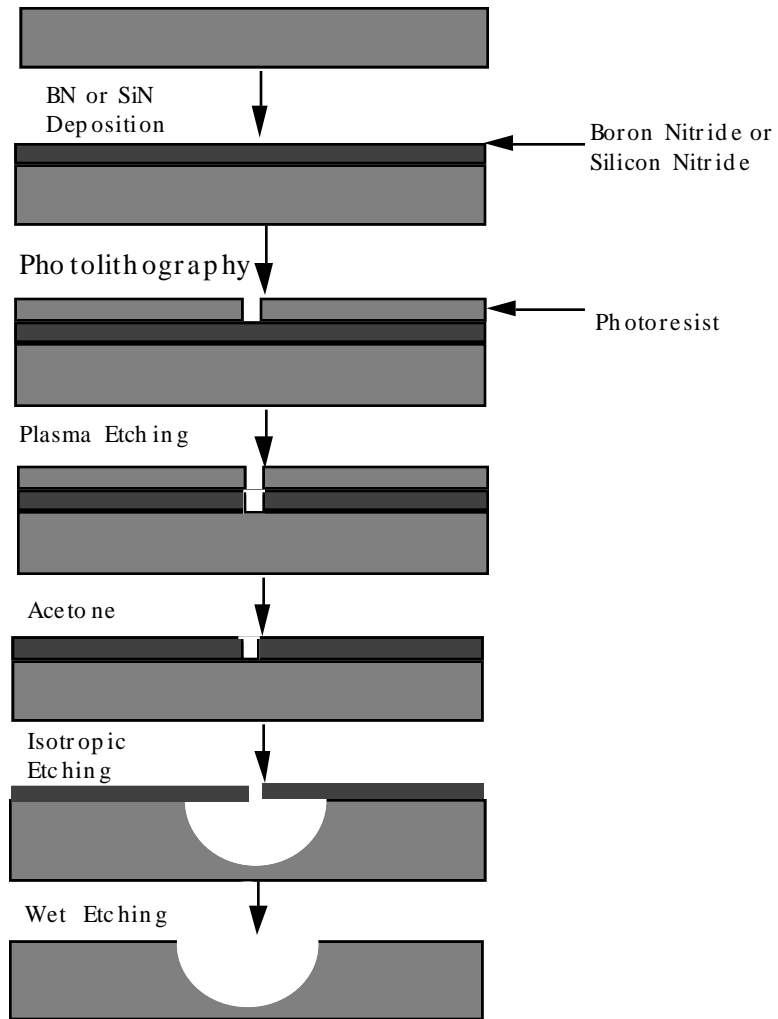 BN or SiN
Deposition
Boron Nitride or
Silicon Nitride
Photolithography
Photoresist
Plasma Etching
Acetone
Isotropic
Etching
Wet Etching